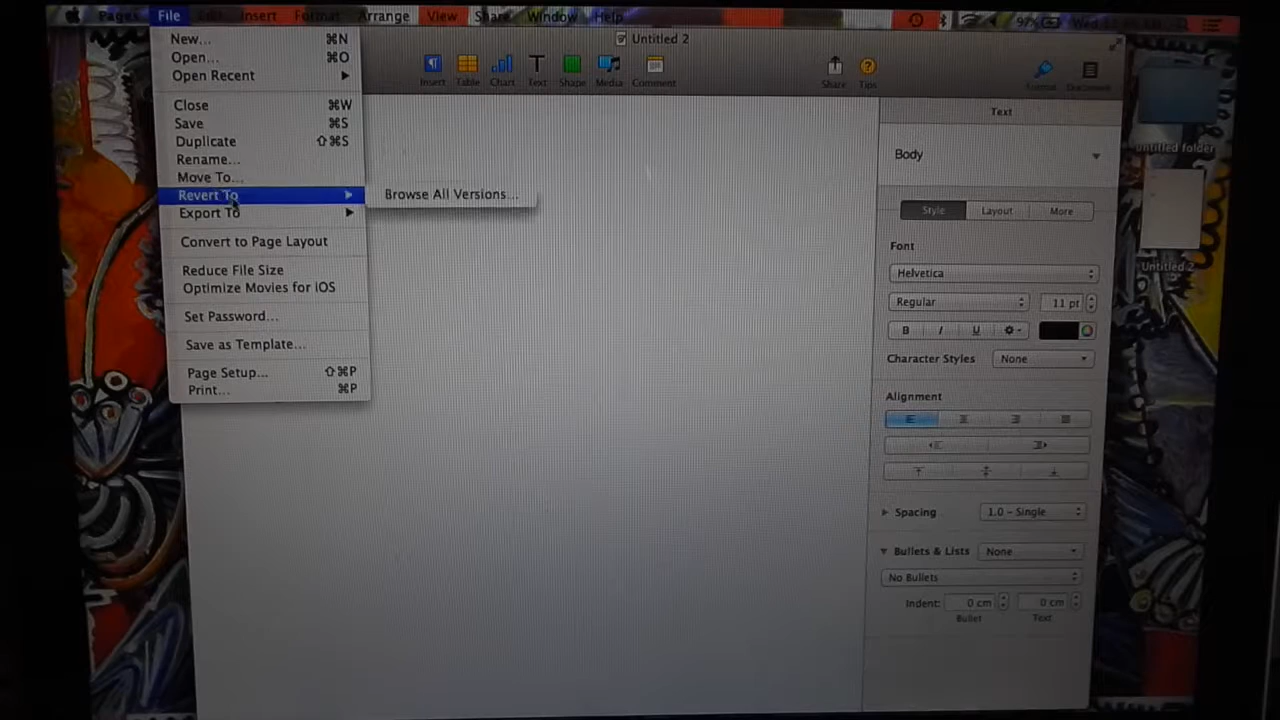 Pages File Edit Insert Format Arrange View Share Window Help 97%
Untitled 2
New... ⌘N
Open... ⌘O
Open Recent
Close ⌘W
Save ⌘S
Duplicate ⇧⌘S
Rename...
Move To...
Revert To
Browse All Versions...
Export To
Convert to Page Layout
Reduce File Size
Optimize Movies for iOS
Set Password...
Save as Template...
Page Setup... ⇧⌘P
Print... ⌘P
Insert Table Chart Text Shape Media Comment Share Tips Format Document
Text
Body
Style Layout More
Font
Helvetica
Regular 11 pt
B I U
Character Styles None
Alignment
Spacing 1.0 – Single
Bullets & Lists None
No Bullets
Indent: 0 cm 0 cm
Bullet Text
untitled folder
Untitled 2